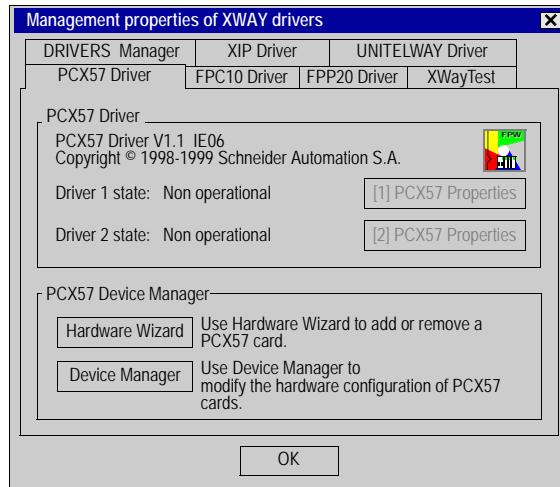 Management properties of XWAY drivers
DRIVERS Manager XIP Driver UNITELWAY Driver
PCX57 Driver FPC10 Driver FPP20 Driver XWayTest
PCX57 Driver
PCX57 Driver V1.1 IE06
Copyright © 1998-1999 Schneider Automation S.A.
FPW
Driver 1 state: Non operational [1] PCX57 Properties
Driver 2 state: Non operational [2] PCX57 Properties
PCX57 Device Manager
Hardware Wizard Use Hardware Wizard to add or remove a
PCX57 card.
Device Manager Use Device Manager to
modify the hardware configuration of PCX57
cards.
OK